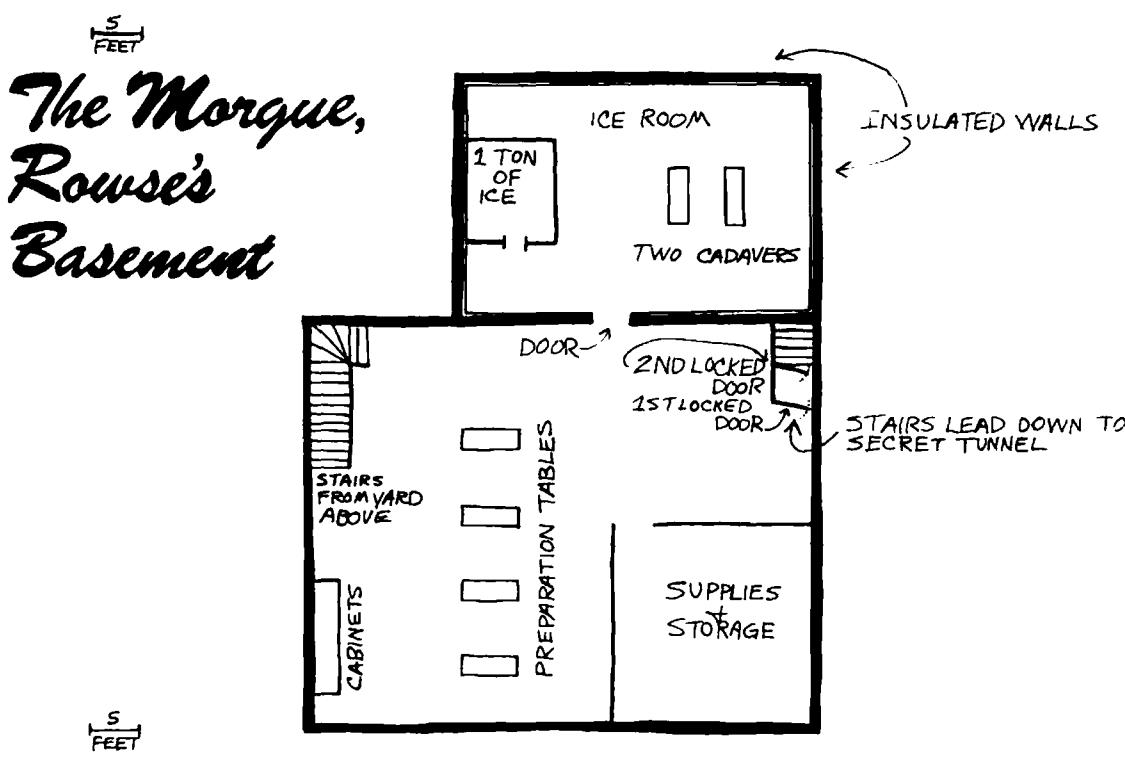 5
FEET
The Morgue,
Rowse's
Basement
ICE ROOM
INSULATED WALLS
1 TON
OF
ICE
TWO CADAVERS
DOOR
2ND LOCKED
DOOR
1ST LOCKED
DOOR
STAIRS LEAD DOWN TO
SECRET TUNNEL
STAIRS
FROM YARD
ABOVE
PREPARATION TABLES
CABINETS
SUPPLIES
+
STORAGE
5
FEET